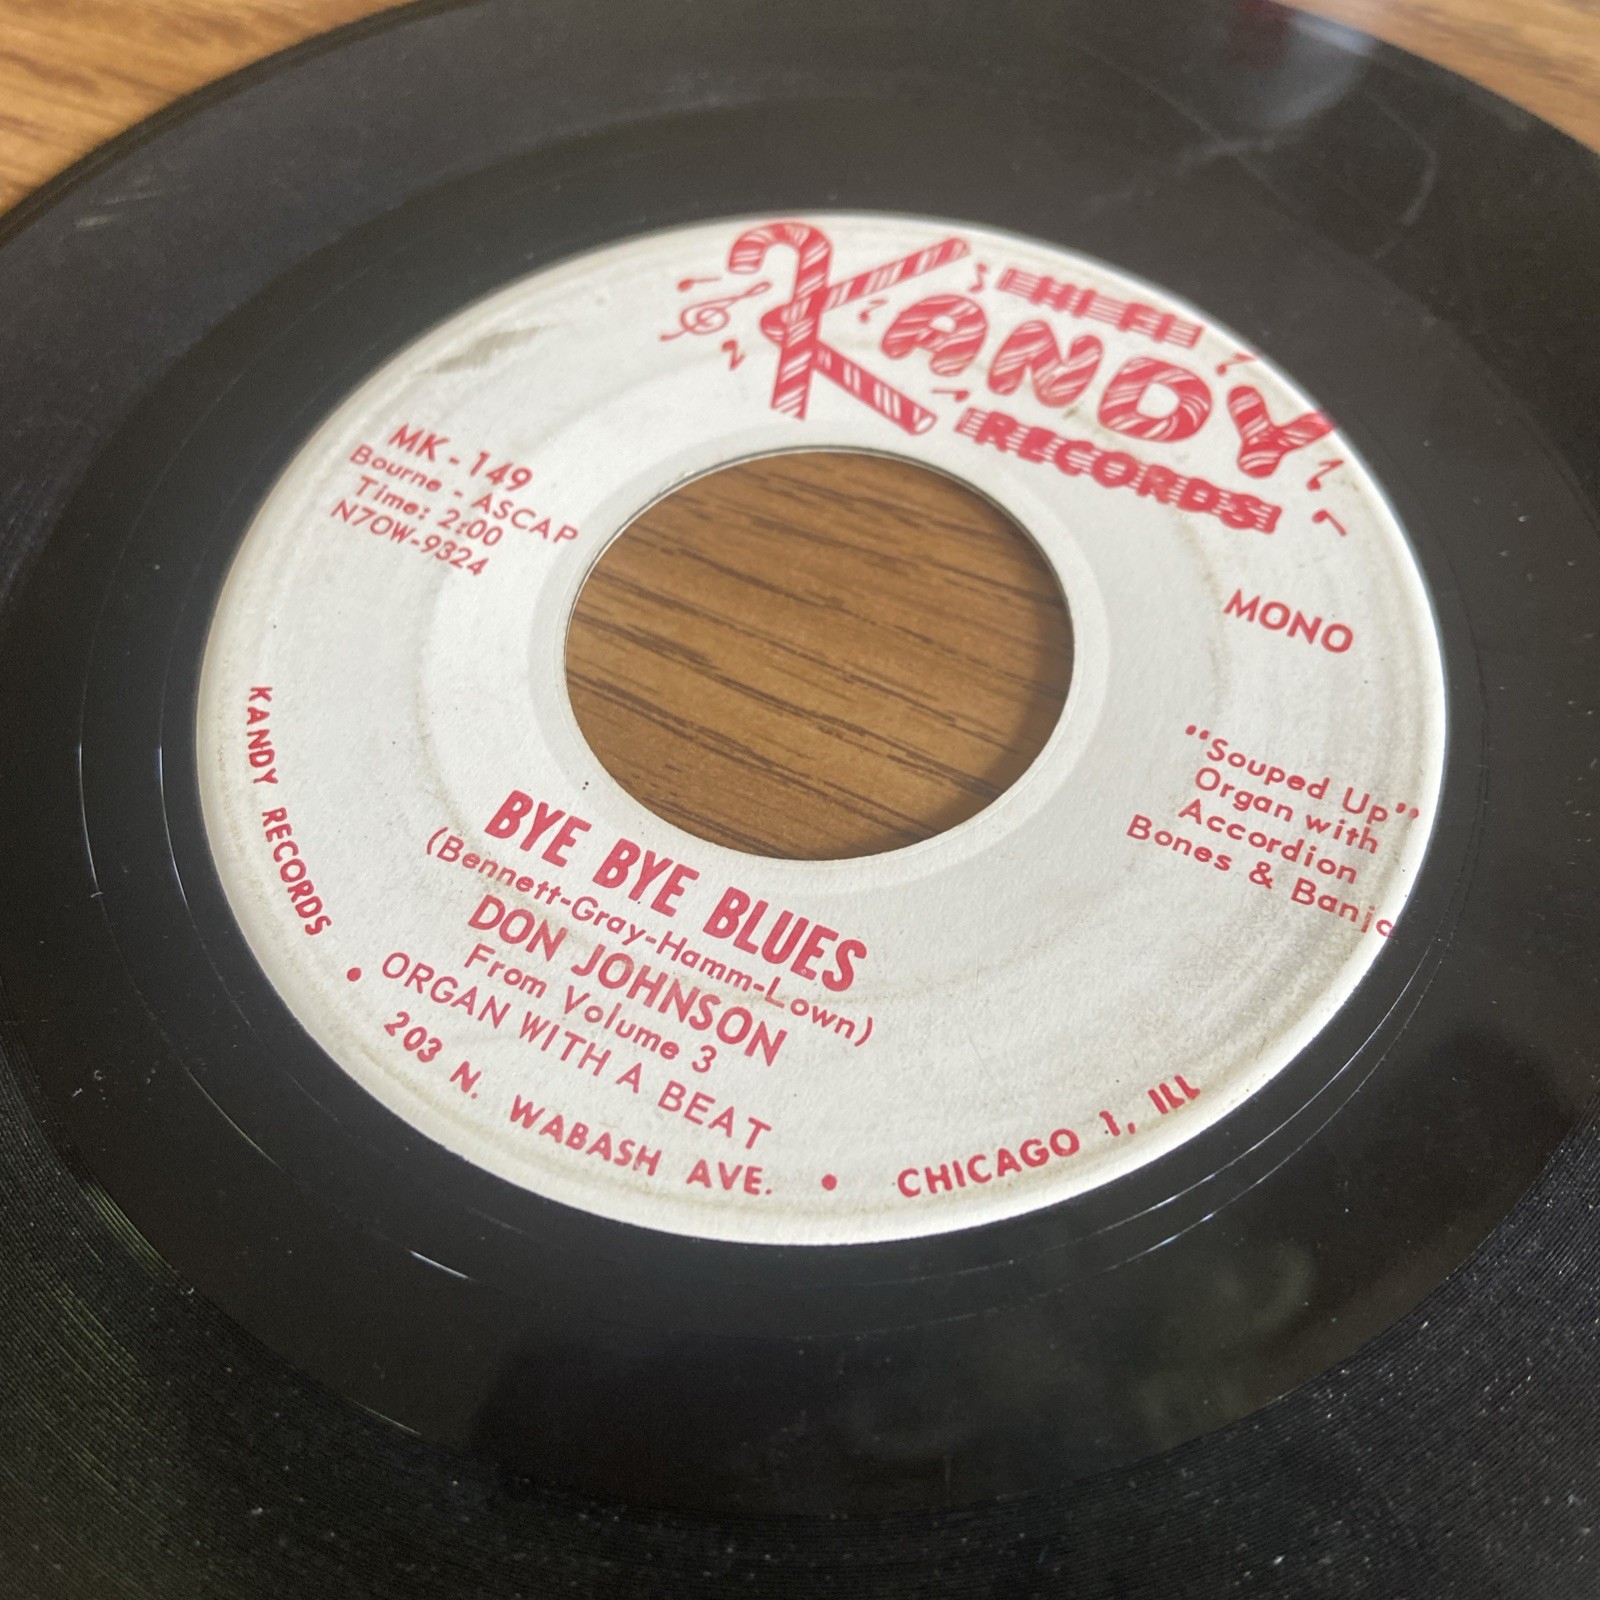 KANDY
RECORDS
MK-149
Bourne - ASCAP
Time: 2:00
N7OW-9324
MONO
"Souped Up"
Organ with
Accordion
Bones & Banjo
BYE BYE BLUES
(Bennett-Gray-Hamm-Lown)
DON JOHNSON
From Volume 3
ORGAN WITH A BEAT
KANDY RECORDS • 203 N. WABASH AVE. • CHICAGO 1, ILL